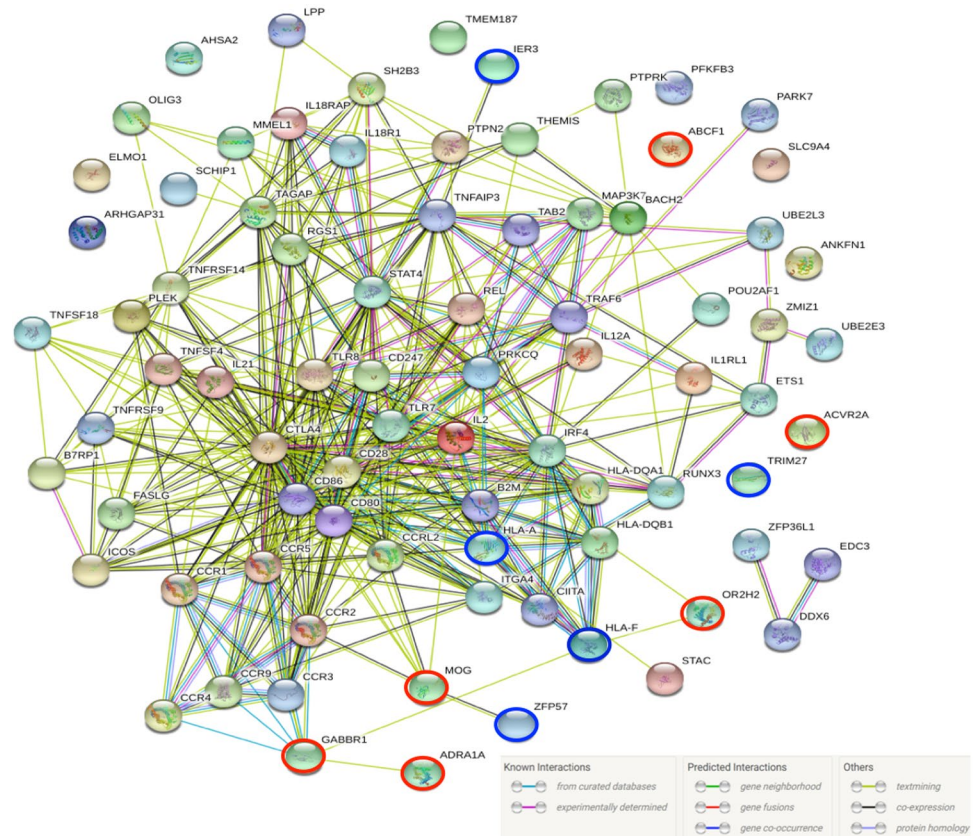 LPP
TMEM187
AHSA2
IER3
SH2B3
PTPRK
PFKFB3
PARK7
OLIG3
IL18RAP
MMEL1
IL18R1
PTPN2
THEMIS
ABCF1
ELMO1
SCHIP1
SLC9A4
TAGAP
TNFAIP3
TAB2
MAP3K7
BACH2
ARHGAP31
RGS1
UBE2L3
ANKFN1
TNFRSF14
STAT4
PLEK
REL
TRAF6
POU2AF1
ZMIZ1
TNFSF18
UBE2E3
TNFSF4
IL21
TLR8
CD247
PRKCQ
IL12A
IL1RL1
ETS1
TNFRSF9
TLR7
IL2
ACVR2A
CTLA4
IRF4
B7RP1
CD28
HLA-DQA1
RUNX3
TRIM27
CD86
B2M
FASLG
CD80
HLA-DQB1
HLA-A
ZFP36L1
ICOS
CCR5
CCRL2
EDC3
CCR1
ITGA4
CIITA
OR2H2
DDX6
CCR2
HLA-F
STAC
CCR9
CCR3
MOG
CCR4
ZFP57
GABBR1
ADRA1A
Known Interactions
from curated databases
experimentally determined
Predicted Interactions
gene neighborhood
gene fusions
gene co-occurrence
Others
textmining
co-expression
protein homology